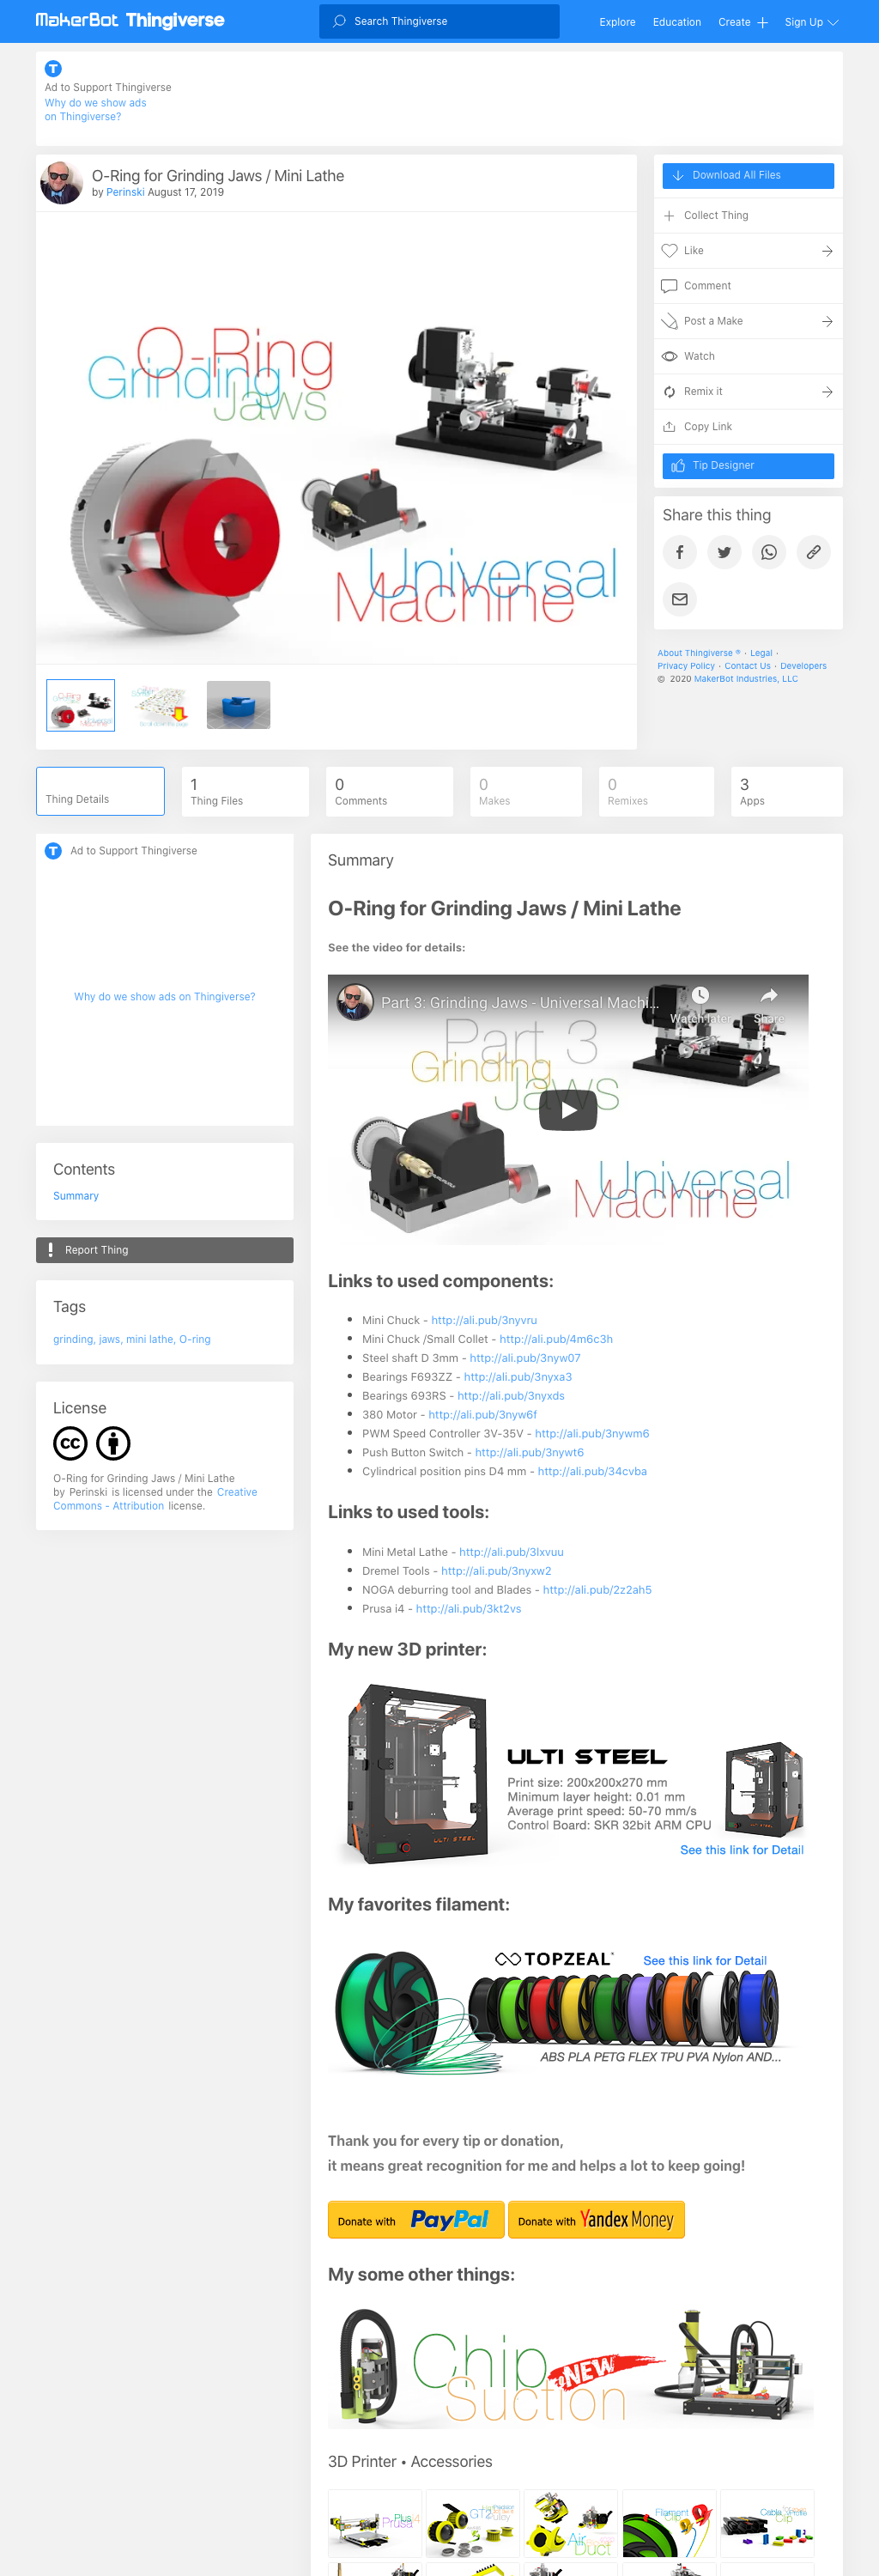 MakerBot Thingiverse
Search Thingiverse
Explore
Education
Create
Sign Up
Ad to Support Thingiverse
Why do we show ads
on Thingiverse?
O-Ring for Grinding Jaws / Mini Lathe
by Perinski August 17, 2019
O-Ring
Grinding
Jaws
Universal
Machine
Download All Files
Collect Thing
Like
Comment
Post a Make
Watch
Remix it
Copy Link
Tip Designer
Share this thing
About Thingiverse ® · Legal ·
Privacy Policy · Contact Us · Developers
© 2020 MakerBot Industries, LLC
Thing Details
1
Thing Files
0
Comments
0
Makes
0
Remixes
3
Apps
Ad to Support Thingiverse
Why do we show ads on Thingiverse?
Contents
Summary
Report Thing
Tags
grinding, jaws, mini lathe, O-ring
License
O-Ring for Grinding Jaws / Mini Lathe
by Perinski is licensed under the Creative
Commons - Attribution license.
Summary
O-Ring for Grinding Jaws / Mini Lathe
See the video for details:
Part 3: Grinding Jaws - Universal Machi...
Watch later
Share
Part 3
Grinding
Jaws
Universal
Machine
Links to used components:
Mini Chuck - http://ali.pub/3nyvru
Mini Chuck /Small Collet - http://ali.pub/4m6c3h
Steel shaft D 3mm - http://ali.pub/3nyw07
Bearings F693ZZ - http://ali.pub/3nyxa3
Bearings 693RS - http://ali.pub/3nyxds
380 Motor - http://ali.pub/3nyw6f
PWM Speed Controller 3V-35V - http://ali.pub/3nywm6
Push Button Switch - http://ali.pub/3nywt6
Cylindrical position pins D4 mm - http://ali.pub/34cvba
Links to used tools:
Mini Metal Lathe - http://ali.pub/3lxvuu
Dremel Tools - http://ali.pub/3nyxw2
NOGA deburring tool and Blades - http://ali.pub/2z2ah5
Prusa i4 - http://ali.pub/3kt2vs
My new 3D printer:
ULTI STEEL
Print size: 200x200x270 mm
Minimum layer height: 0.01 mm
Average print speed: 50-70 mm/s
Control Board: SKR 32bit ARM CPU
See this link for Detail
ULTI STEEL
My favorites filament:
TOPZEAL
See this link for Detail
ABS PLA PETG FLEX TPU PVA Nylon AND...
Thank you for every tip or donation,
it means great recognition for me and helps a lot to keep going!
Donate with PayPal
Donate with Yandex Money
My some other things:
Chip
NEW
Suction
3D Printer • Accessories
Plus
Prusa
GT2
Air
Duct
Filament
Clip
Cable
Clip